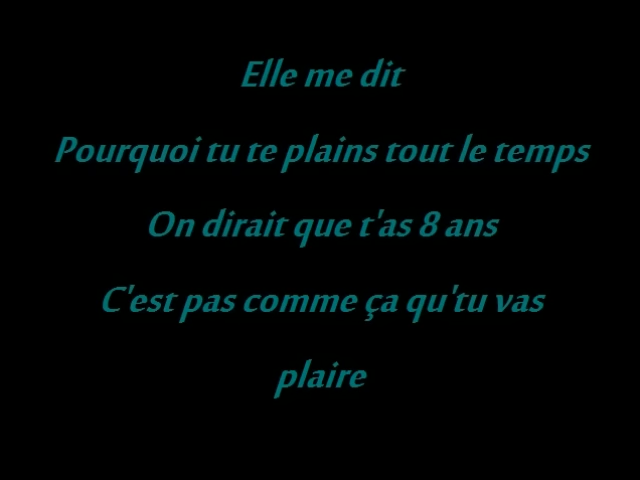 Elle me dit
Pourquoi tu te plains tout le temps
On dirait que t'as 8 ans
C'est pas comme ça qu'tu vas
plaire